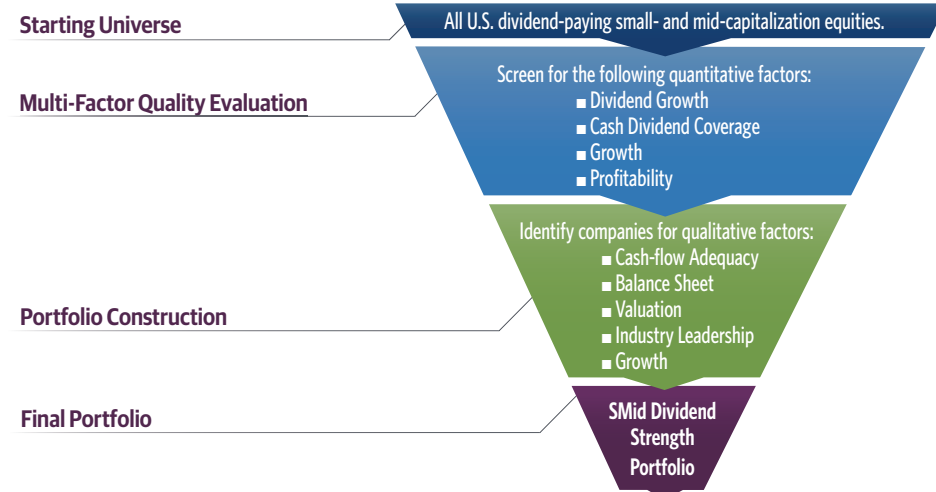 Starting Universe
All U.S. dividend-paying small- and mid-capitalization equities.
Multi-Factor Quality Evaluation
Screen for the following quantitative factors:
■ Dividend Growth
■ Cash Dividend Coverage
■ Growth
■ Profitability
Portfolio Construction
Identify companies for qualitative factors:
■ Cash-flow Adequacy
■ Balance Sheet
■ Valuation
■ Industry Leadership
■ Growth
Final Portfolio
SMid Dividend
Strength
Portfolio